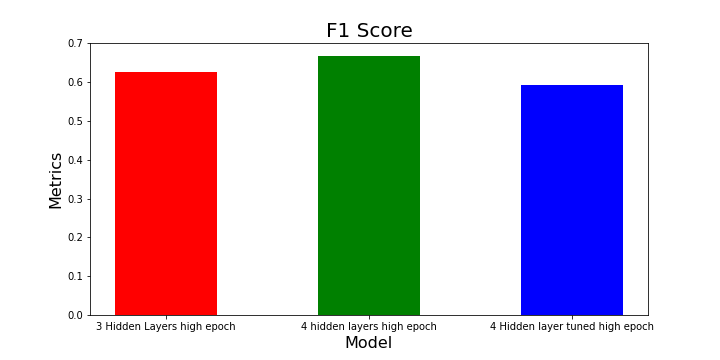 F1 Score
0.7
0.6
0.5
0.4
0.3
0.2
0.1
0.0
Metrics
3 Hidden Layers high epoch
4 hidden layers high epoch
4 Hidden layer tuned high epoch
Model